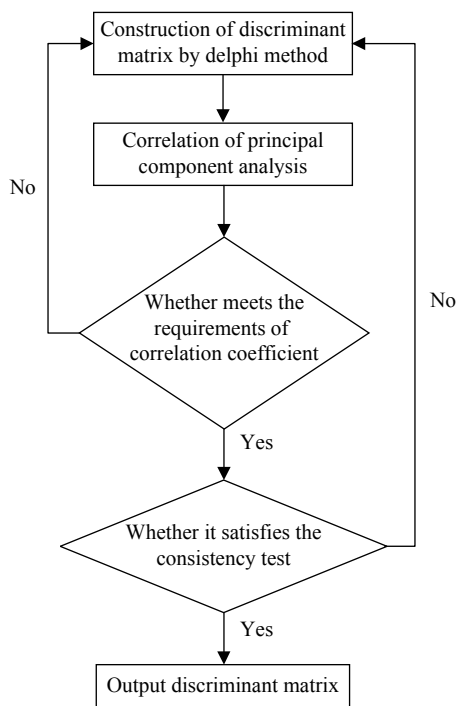 Construction of discriminant
matrix by delphi method
Correlation of principal
component analysis
No
Whether meets the
requirements of
correlation coefficient
No
Yes
Whether it satisfies the
consistency test
Yes
Output discriminant matrix